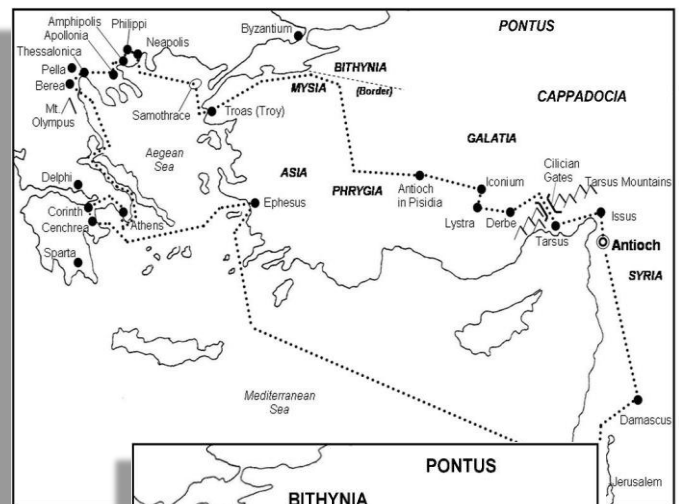 PONTUS
Amphipolis
Philippi
Apollonia
Byzantium
Neapolis
Thessalonica
Pella
BITHYNIA
Berea
MYSIA
(Border)
CAPPADOCIA
Mt.
Olympus
Samothrace
Troas (Troy)
GALATIA
Aegean
Sea
Cilician
Gates
ASIA
Tarsus Mountains
Delphi
PHRYGIA
Antioch
in Pisidia
Iconium
Ephesus
Corinth
Lystra
Derbe
Issus
Cenchrea
Athens
Tarsus
Antioch
Sparta
SYRIA
Mediterranean
Sea
Damascus
PONTUS
Jerusalem
BITHYNIA